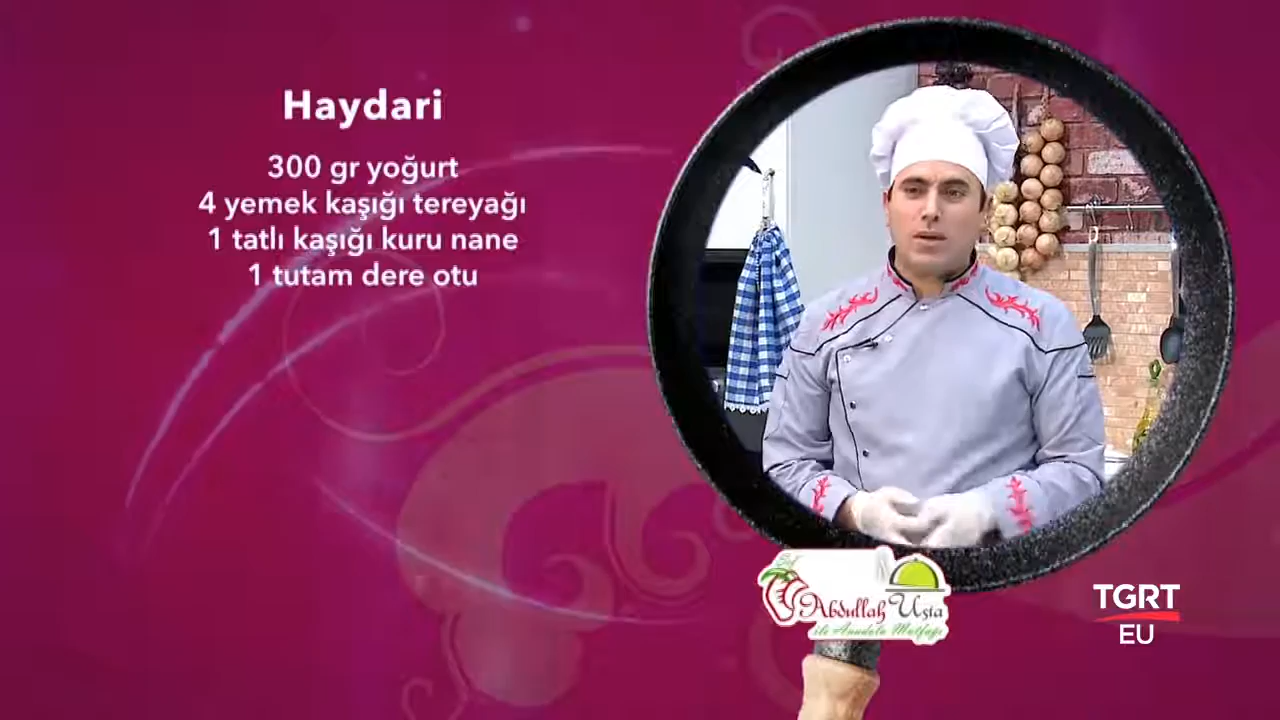 Haydari
300 gr yoğurt
4 yemek kaşığı tereyağı
1 tatlı kaşığı kuru nane
1 tutam dere otu
Abdullah Usta
ile Anadolu Mutfağı
TGRT
EU